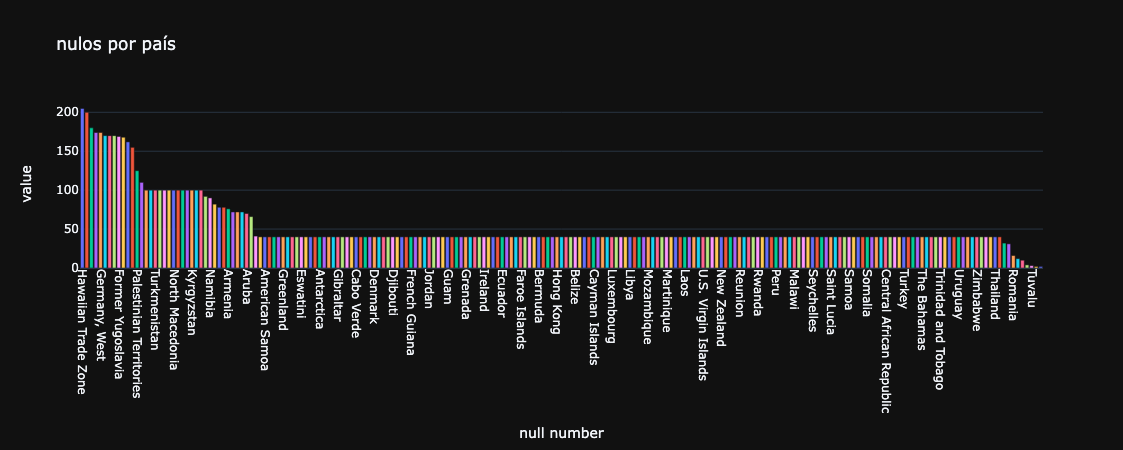 nulos por país
value
200
150
100
50
0
Hawaiian Trade Zone
Germany, West
Former Yugoslavia
Palestinian Territories
Turkmenistan
North Macedonia
Kyrgyzstan
Namibia
Armenia
Aruba
American Samoa
Greenland
Eswatini
Antarctica
Gibraltar
Cabo Verde
Denmark
Djibouti
French Guiana
Jordan
Guam
Grenada
Ireland
Ecuador
Faroe Islands
Bermuda
Hong Kong
Belize
Cayman Islands
Luxembourg
Libya
Mozambique
Martinique
Laos
U.S. Virgin Islands
New Zealand
Reunion
Rwanda
Peru
Malawi
Seychelles
Saint Lucia
Samoa
Somalia
Central African Republic
Turkey
The Bahamas
Trinidad and Tobago
Uruguay
Zimbabwe
Thailand
Romania
Tuvalu
null number